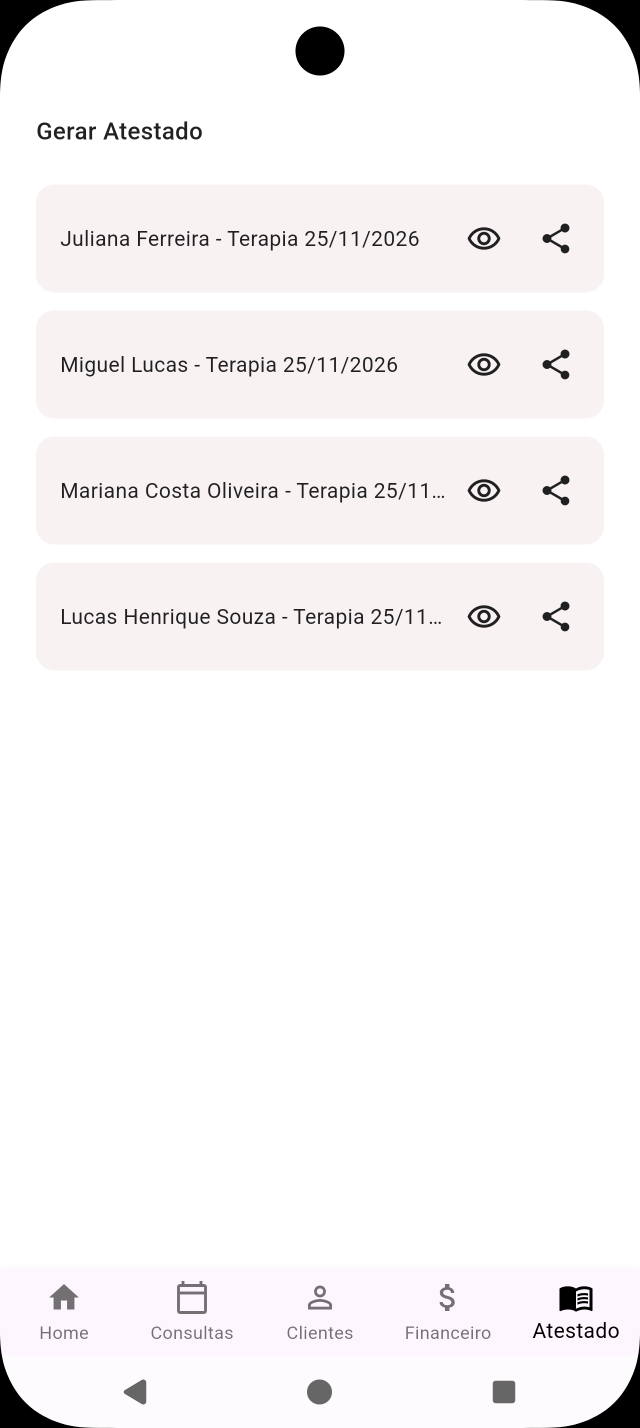 Gerar Atestado
Juliana Ferreira - Terapia 25/11/2026
Miguel Lucas - Terapia 25/11/2026
Mariana Costa Oliveira - Terapia 25/11…
Lucas Henrique Souza - Terapia 25/11…
Home Consultas Clientes Financeiro Atestado